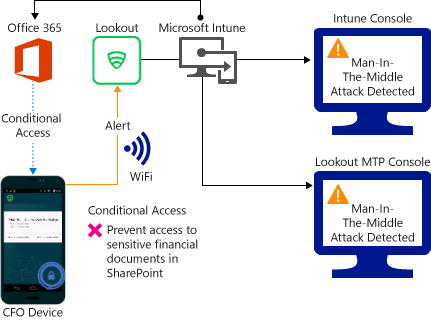 Office 365
Lookout
Microsoft Intune
Intune Console
Man-In-
The-Middle
Attack Detected
Conditional
Access
Alert
WiFi
Lookout MTP Console
Man-In-
The-Middle
Attack Detected
Conditional Access
Prevent access to
sensitive financial
documents in
SharePoint
CFO Device